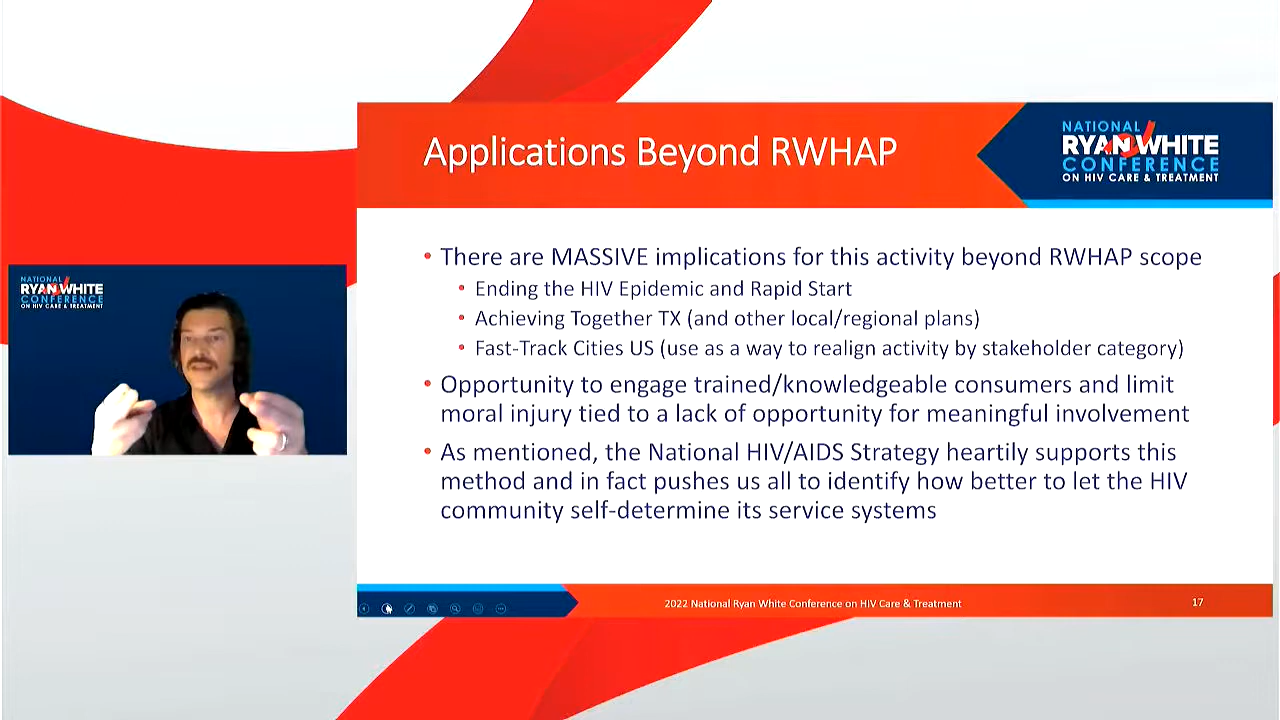 Applications Beyond RWHAP
NATIONAL
RYAN WHITE
CONFERENCE
ON HIV CARE & TREATMENT
• There are MASSIVE implications for this activity beyond RWHAP scope
• Ending the HIV Epidemic and Rapid Start
• Achieving Together TX (and other local/regional plans)
• Fast-Track Cities US (use as a way to realign activity by stakeholder category)
• Opportunity to engage trained/knowledgeable consumers and limit
moral injury tied to a lack of opportunity for meaningful involvement
• As mentioned, the National HIV/AIDS Strategy heartily supports this
method and in fact pushes us all to identify how better to let the HIV
community self-determine its service systems
2022 National Ryan White Conference on HIV Care & Treatment
17
NATIONAL
RYAN WHITE
CONFERENCE
ON HIV CARE & TREATMENT